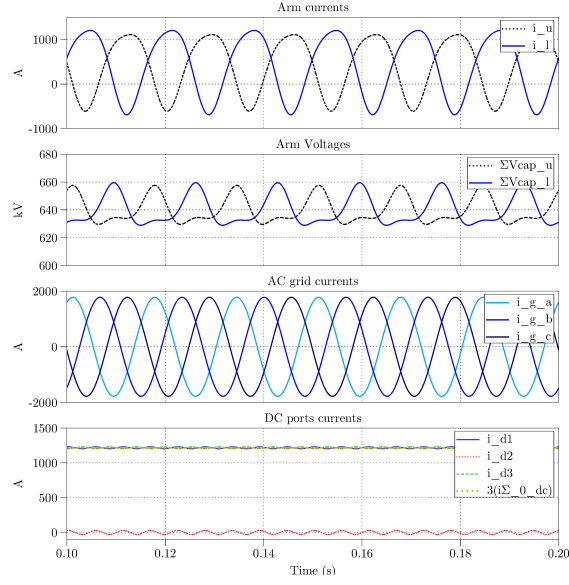 Arm currents
1000
0
-1000
A
i_u
i_l
Arm Voltages
680
660
640
620
600
kV
ΣVcap_u
ΣVcap_l
AC grid currents
2000
0
-2000
A
i_g_a
i_g_b
i_g_c
DC ports currents
1500
1000
500
0
A
i_d1
i_d2
i_d3
3(iΣ_0_dc)
0.10 0.12 0.14 0.16 0.18 0.20
Time (s)